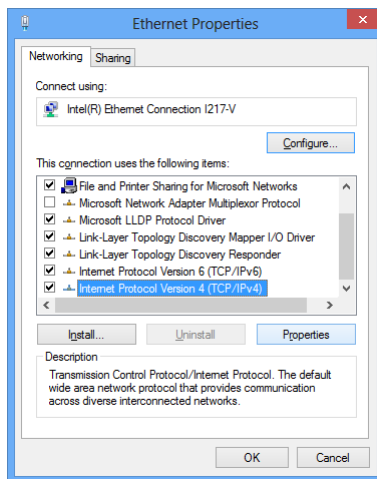 Ethernet Properties
Networking Sharing
Connect using:
Intel(R) Ethernet Connection I217-V
Configure...
This connection uses the following items:
File and Printer Sharing for Microsoft Networks
Microsoft Network Adapter Multiplexor Protocol
Microsoft LLDP Protocol Driver
Link-Layer Topology Discovery Mapper I/O Driver
Link-Layer Topology Discovery Responder
Internet Protocol Version 6 (TCP/IPv6)
Internet Protocol Version 4 (TCP/IPv4)
Install... Uninstall Properties
Description
Transmission Control Protocol/Internet Protocol. The default
wide area network protocol that provides communication
across diverse interconnected networks.
OK Cancel